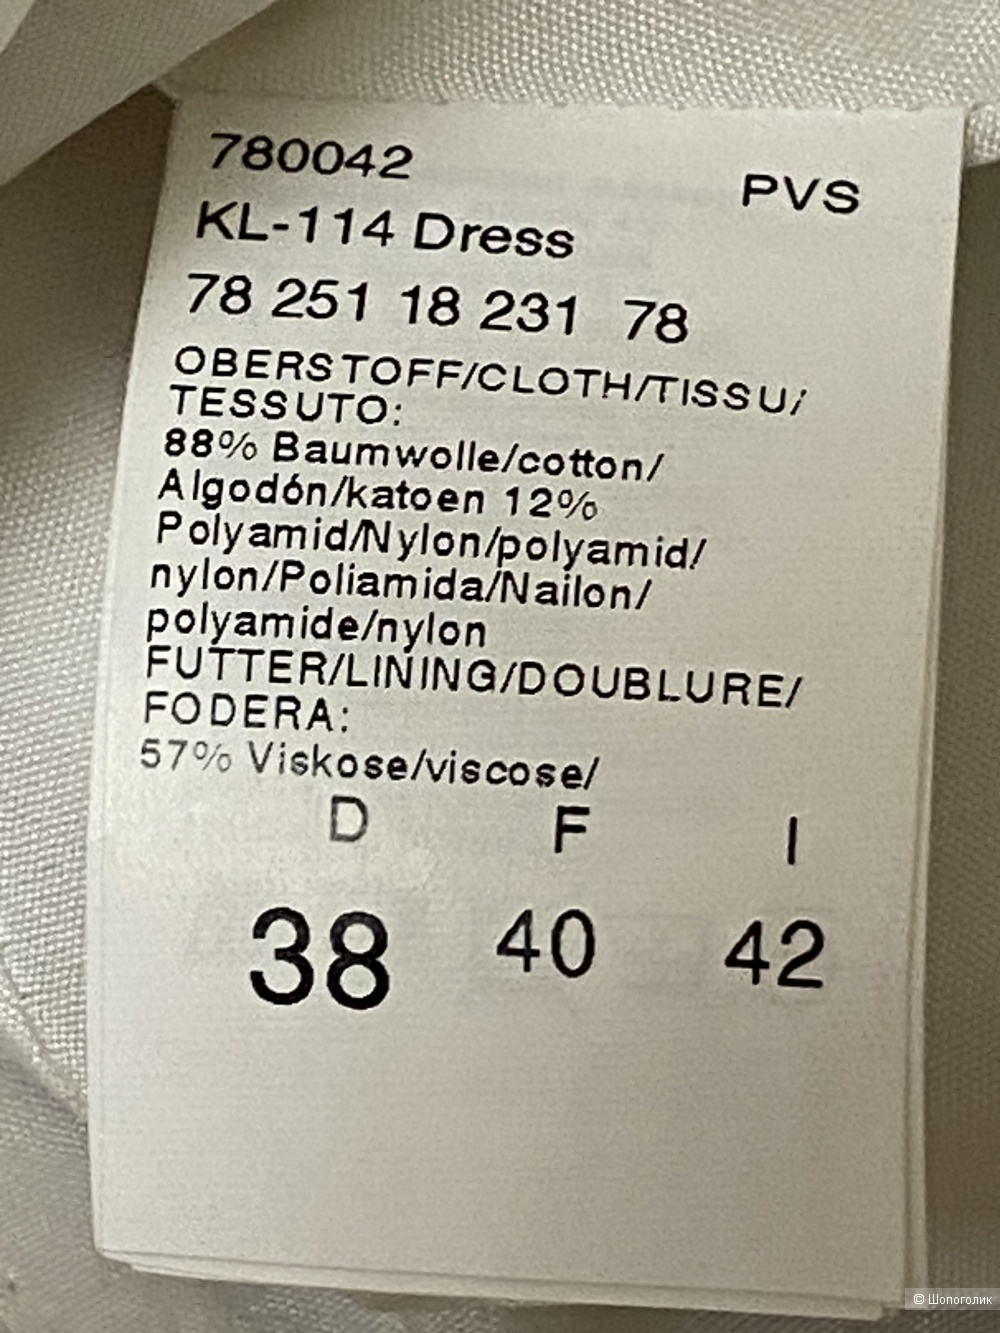 780042
PVS
KL-114 Dress
78 251 18 231 78
OBERSTOFF/CLOTH/TISSU/
TESSUTO:
88% Baumwolle/cotton/
Algodón/katoen 12%
Polyamid/Nylon/polyamid/
nylon/Poliamida/Nailon/
polyamide/nylon
FUTTER/LINING/DOUBLURE/
FODERA:
57% Viskose/viscose/
D F I
38 40 42
© Шопоголик